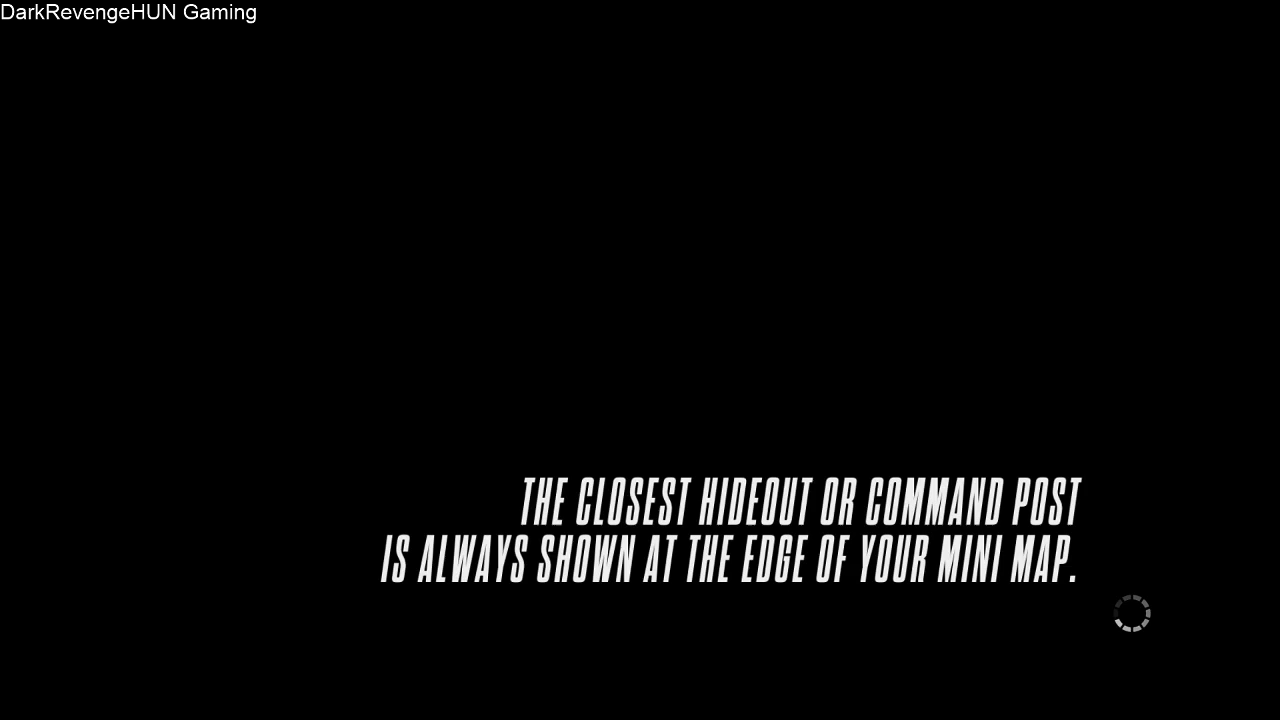 DarkRevengeHUN Gaming
THE CLOSEST HIDEOUT OR COMMAND POST
IS ALWAYS SHOWN AT THE EDGE OF YOUR MINI MAP.